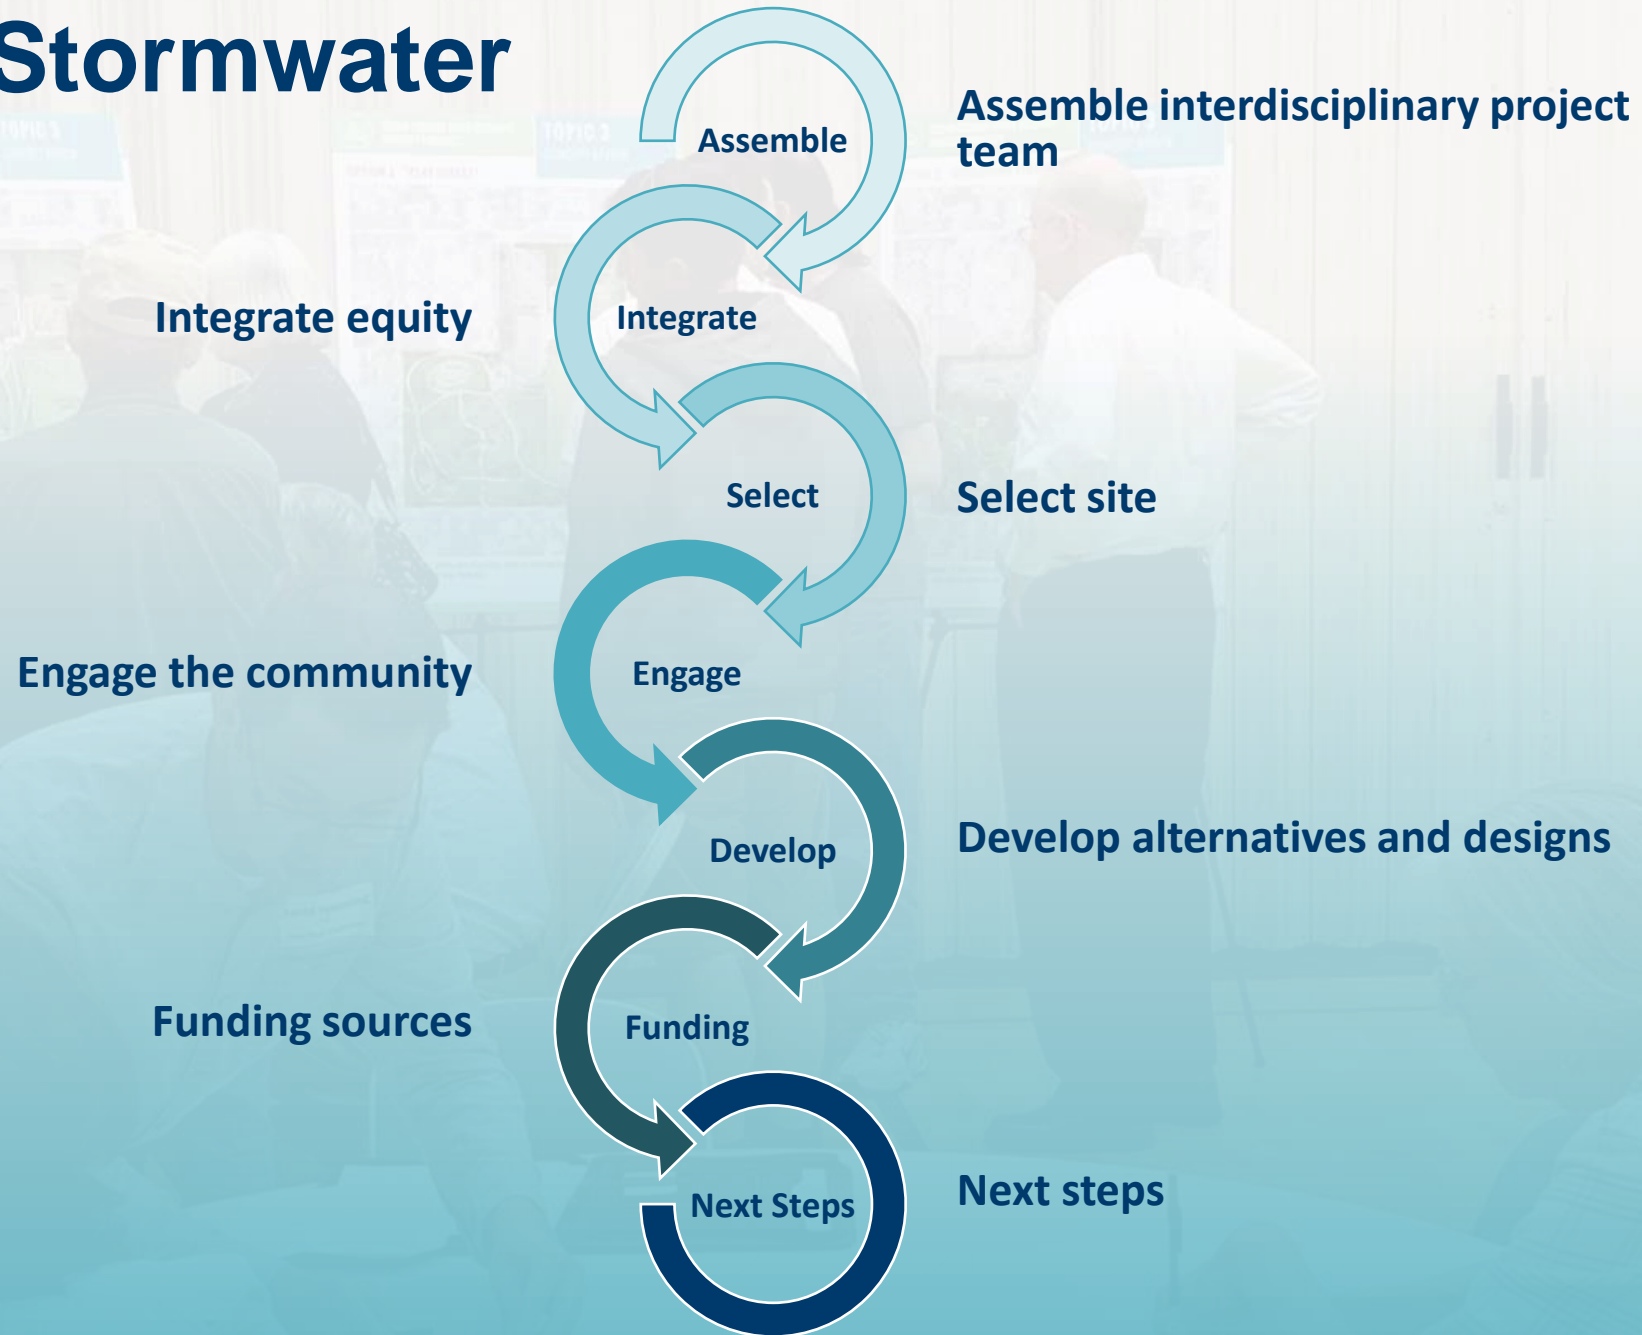 Stormwater
Assemble
Assemble interdisciplinary project
team
Integrate equity
Integrate
Select
Select site
Engage the community
Engage
Develop
Develop alternatives and designs
Funding sources
Funding
Next Steps
Next steps